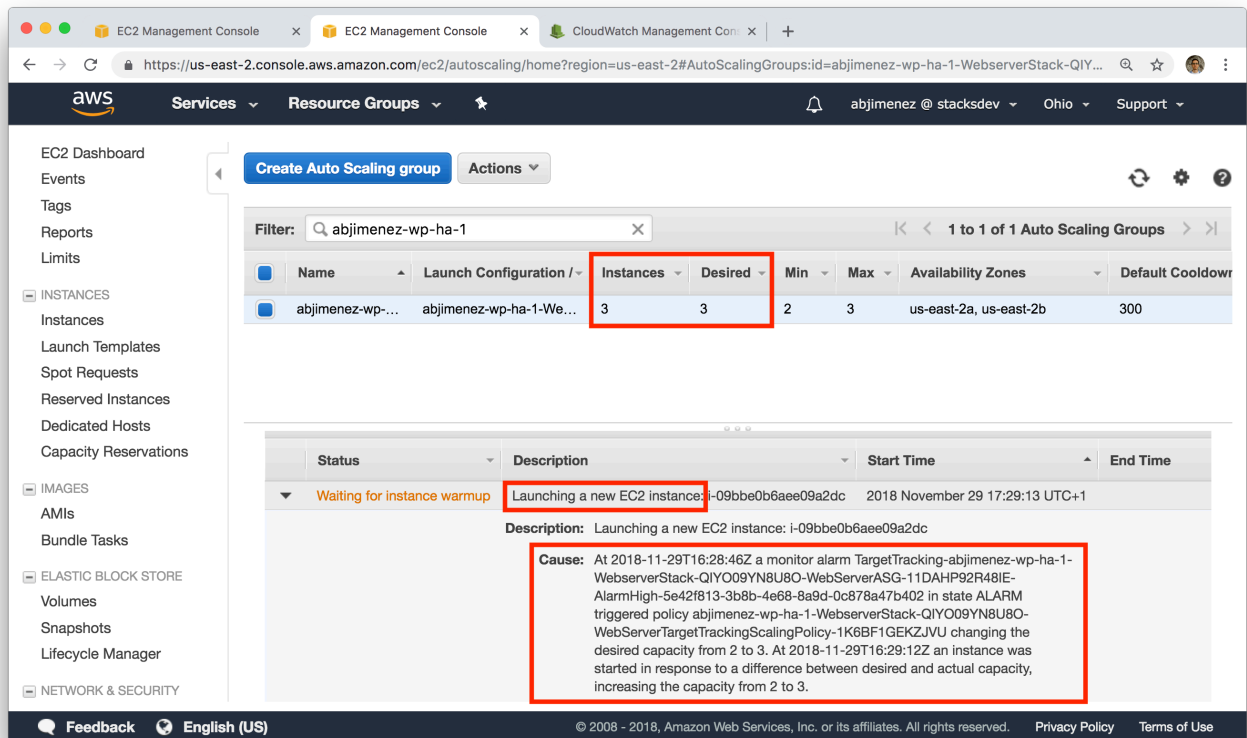 EC2 Management Console
EC2 Management Console
CloudWatch Management Con
https://us-east-2.console.aws.amazon.com/ec2/autoscaling/home?region=us-east-2#AutoScalingGroups:id=abjimenez-wp-ha-1-WebserverStack-QIY...
aws Services Resource Groups abjimenez @ stacksdev Ohio Support
EC2 Dashboard
Events
Tags
Reports
Limits
INSTANCES
Instances
Launch Templates
Spot Requests
Reserved Instances
Dedicated Hosts
Capacity Reservations
IMAGES
AMIs
Bundle Tasks
ELASTIC BLOCK STORE
Volumes
Snapshots
Lifecycle Manager
NETWORK & SECURITY
Create Auto Scaling group Actions
Filter: abjimenez-wp-ha-1 1 to 1 of 1 Auto Scaling Groups
Name Launch Configuration / Instances Desired Min Max Availability Zones Default Cooldown
abjimenez-wp-... abjimenez-wp-ha-1-We... 3 3 2 3 us-east-2a, us-east-2b 300
Status Description Start Time End Time
Waiting for instance warmup Launching a new EC2 instance: i-09bbe0b6aee09a2dc 2018 November 29 17:29:13 UTC+1
Description: Launching a new EC2 instance: i-09bbe0b6aee09a2dc
Cause: At 2018-11-29T16:28:46Z a monitor alarm TargetTracking-abjimenez-wp-ha-1-
WebserverStack-QIYO09YN8U8O-WebServerASG-11DAHP92R48IE-
AlarmHigh-5e42f813-3b8b-4e68-8a9d-0c878a47b402 in state ALARM
triggered policy abjimenez-wp-ha-1-WebserverStack-QIYO09YN8U8O-
WebServerTargetTrackingScalingPolicy-1K6BF1GEKZJVU changing the
desired capacity from 2 to 3. At 2018-11-29T16:29:12Z an instance was
started in response to a difference between desired and actual capacity,
increasing the capacity from 2 to 3.
Feedback English (US) © 2008 - 2018, Amazon Web Services, Inc. or its affiliates. All rights reserved. Privacy Policy Terms of Use